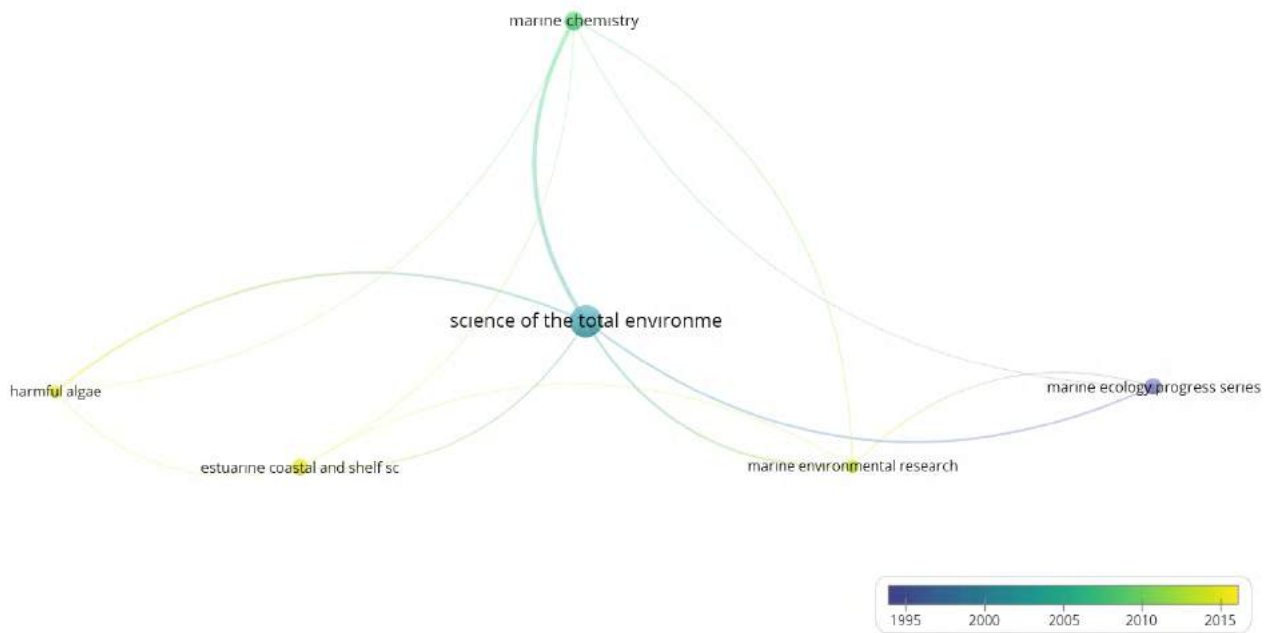 marine chemistry
science of the total environme
harmful algae
marine ecology progress series
estuarine coastal and shelf sc
marine environmental research
1995 2000 2005 2010 2015